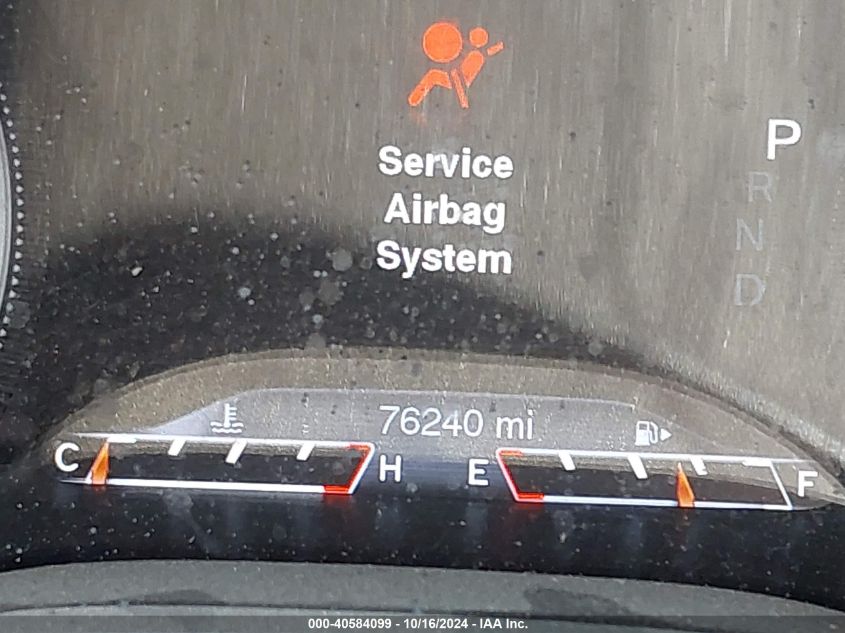 Service
Airbag
System
P
R
N
D
76240 mi
C
H
E
F
000-40584099 - 10/16/2024 - IAA Inc.